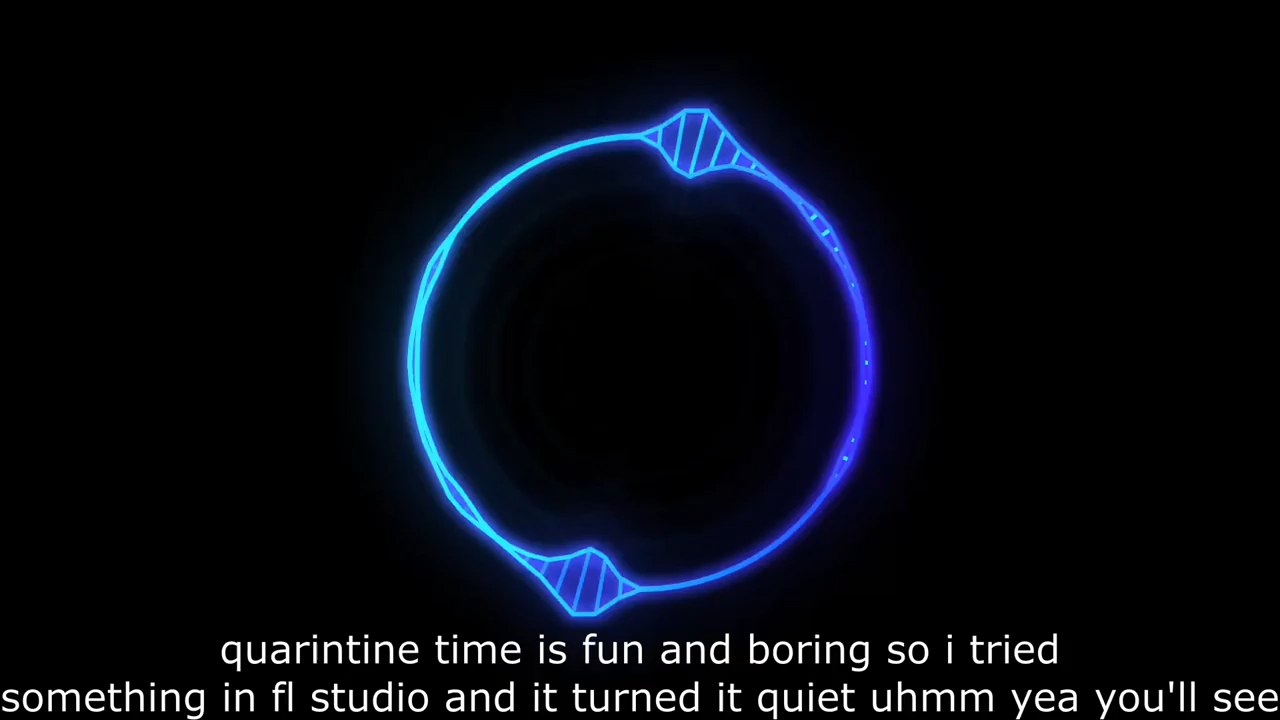 quarintine time is fun and boring so i tried
something in fl studio and it turned it quiet uhmm yea you'll see